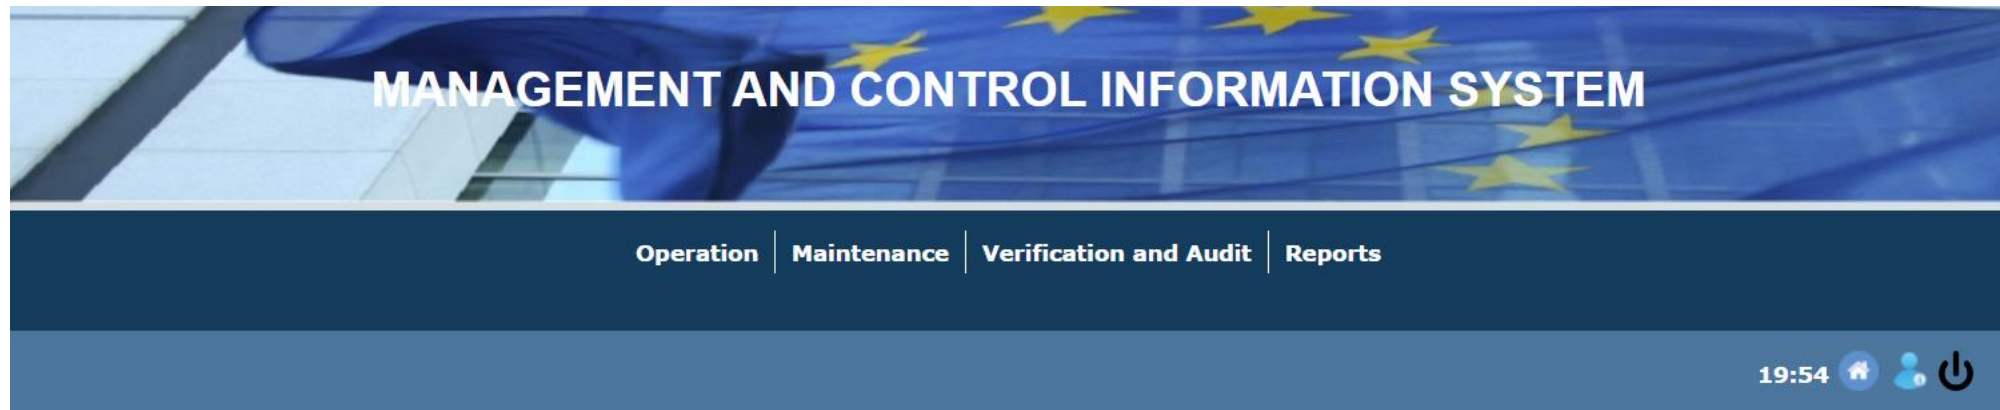 MANAGEMENT AND CONTROL INFORMATION SYSTEM
Operation Maintenance Verification and Audit Reports
19:54